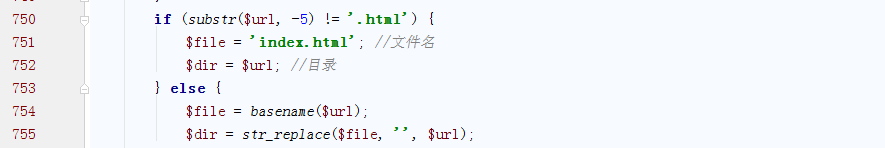 750 if (substr($url, -5) != '.html') {
751 $file = 'index.html'; //文件名
752 $dir = $url; //目录
753 } else {
754 $file = basename($url);
755 $dir = str_replace($file, '', $url);